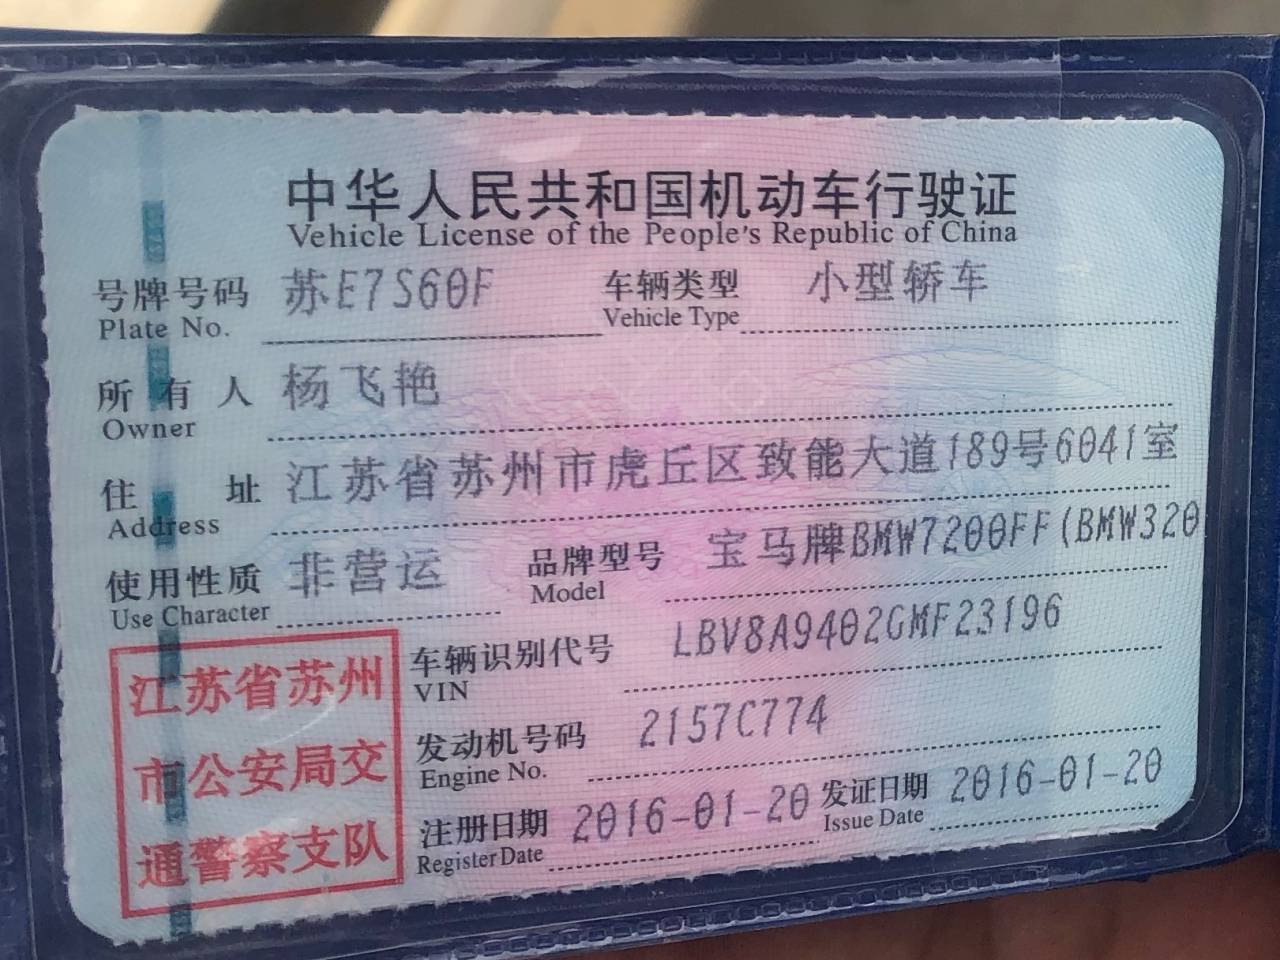 中华人民共和国机动车行驶证
Vehicle License of the People's Republic of China
号牌号码 苏E7S60F 车辆类型 小型轿车
Plate No. Vehicle Type
所有人 杨飞艳
Owner
住址 江苏省苏州市虎丘区致能大道189号6041室
Address
使用性质 非营运 品牌型号 宝马牌BMW7200FF(BMW320
Use Character Model
车辆识别代号 LBV8A9402GMF23196
VIN
发动机号码 2157C774
Engine No.
注册日期 2016-01-20 发证日期 2016-01-20
Register Date Issue Date
江苏省苏州
市公安局交
通警察支队